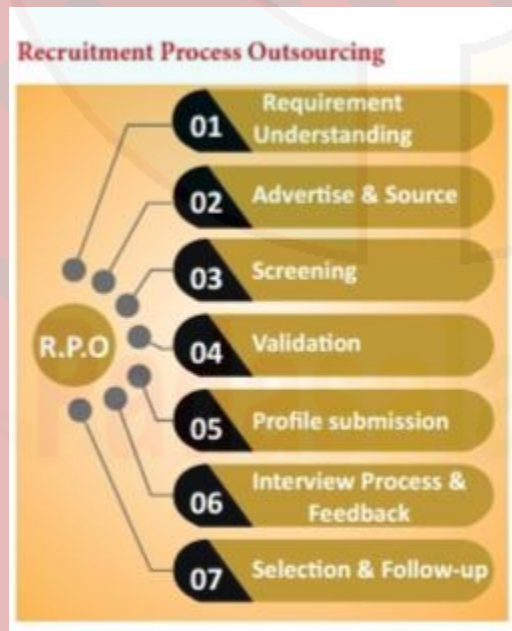 Recruitment Process Outsourcing
01
Requirement
Understanding
02
Advertise & Source
03
Screening
R.P.O
04
Validation
05
Profile submission
06
Interview Process &
Feedback
07
Selection & Follow-up